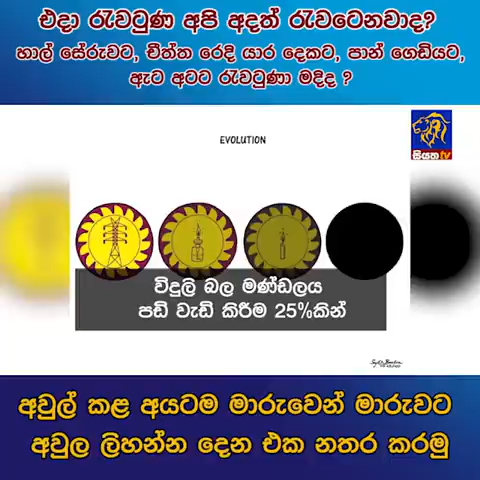 එදා රැවටුණ අපි අදත් රැවටෙනවාද?
හාල් සේරුවට, චීත්ත රෙදි යාර දෙකට, පාන් ගෙඩියට,
ඇට අටට රැවටුණා මදිද ?
සියත tv
EVOLUTION
විදුලි බල මණ්ඩලය
පඩි වැඩි කිරීම 25%කින්
අවුල් කළ අයටම මාරුවෙන් මාරුවට
අවුල ලිහන්න දෙන එක නතර කරමු